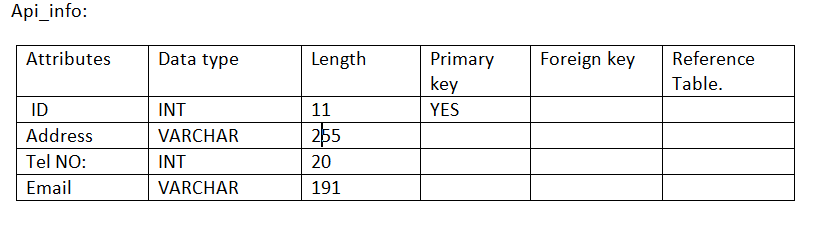 Api_info:
Attributes Data type Length Primary key Foreign key Reference Table.
ID INT 11 YES
Address VARCHAR 255
Tel NO: INT 20
Email VARCHAR 191